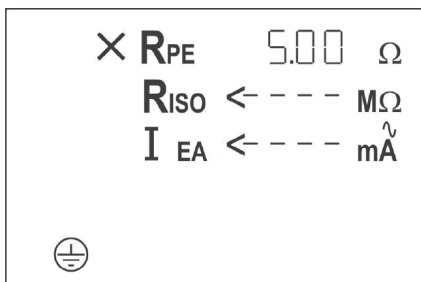 × RPE 5.00 Ω
RISO <---- MΩ
I EA <---- mA